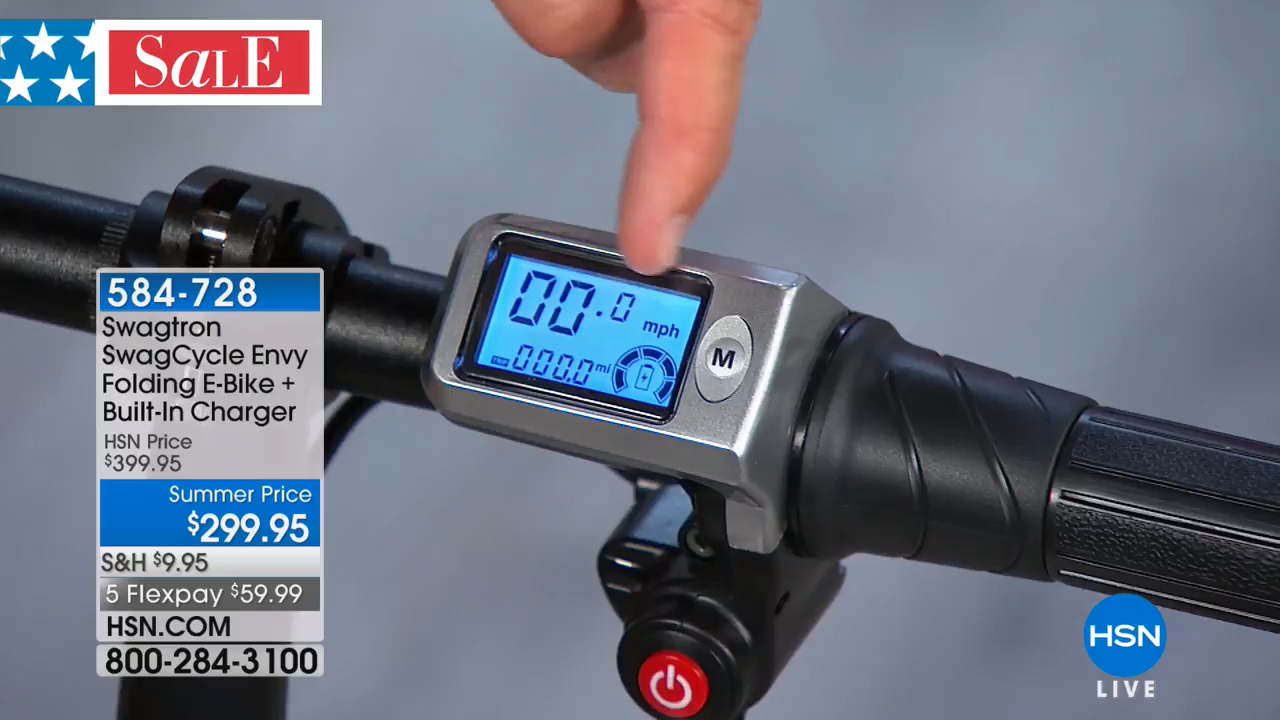 SALE
584-728
Swagtron
SwagCycle Envy
Folding E-Bike +
Built-In Charger
HSN Price
$399.95
Summer Price
$299.95
S&H $9.95
5 Flexpay $59.99
HSN.COM
800-284-3100
00.0 mph
TRIP 000.0 mi
M
HSN
LIVE